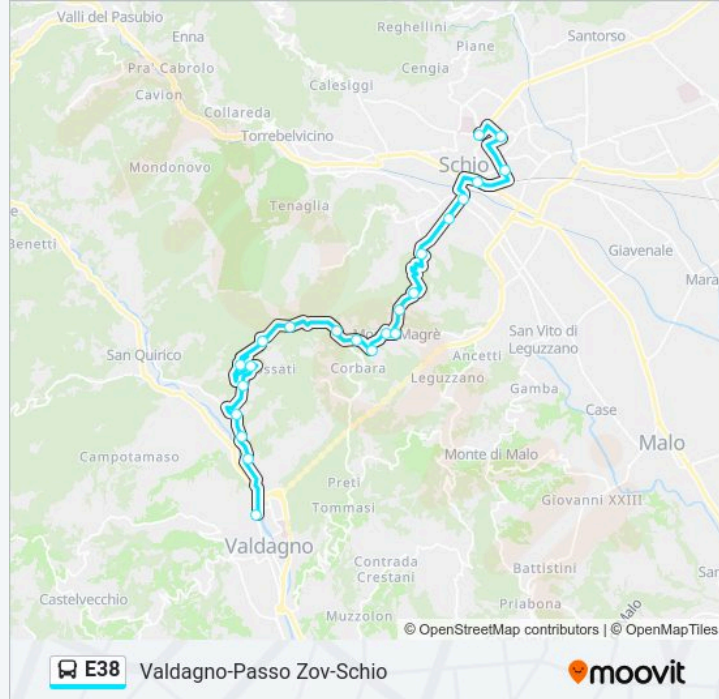 Valli del Pasubio
Reghellini
Santorso
Enna
Piane
Pra' Cabrolo
Cengia
Cavion
Calesiggi
Collareda
Torrebelvicino
Schio
Mondonovo
Tenaglia
Benetti
Giavenale
Mara
San Vito di
Leguzzano
Magrè
San Quirico
Ancetti
ssati
Corbara
Leguzzano
Gamba
Case
Malo
Campotamaso
Monte di Malo
Preti
Giovanni XXIII
Tommasi
Valdagno
Contrada
Crestani
Battistini
San
Castelvecchio
Priabona
Malo
Muzzolon
© OpenStreetMap contributors | © OpenMapTiles
E38 Valdagno-Passo Zov-Schio moovit